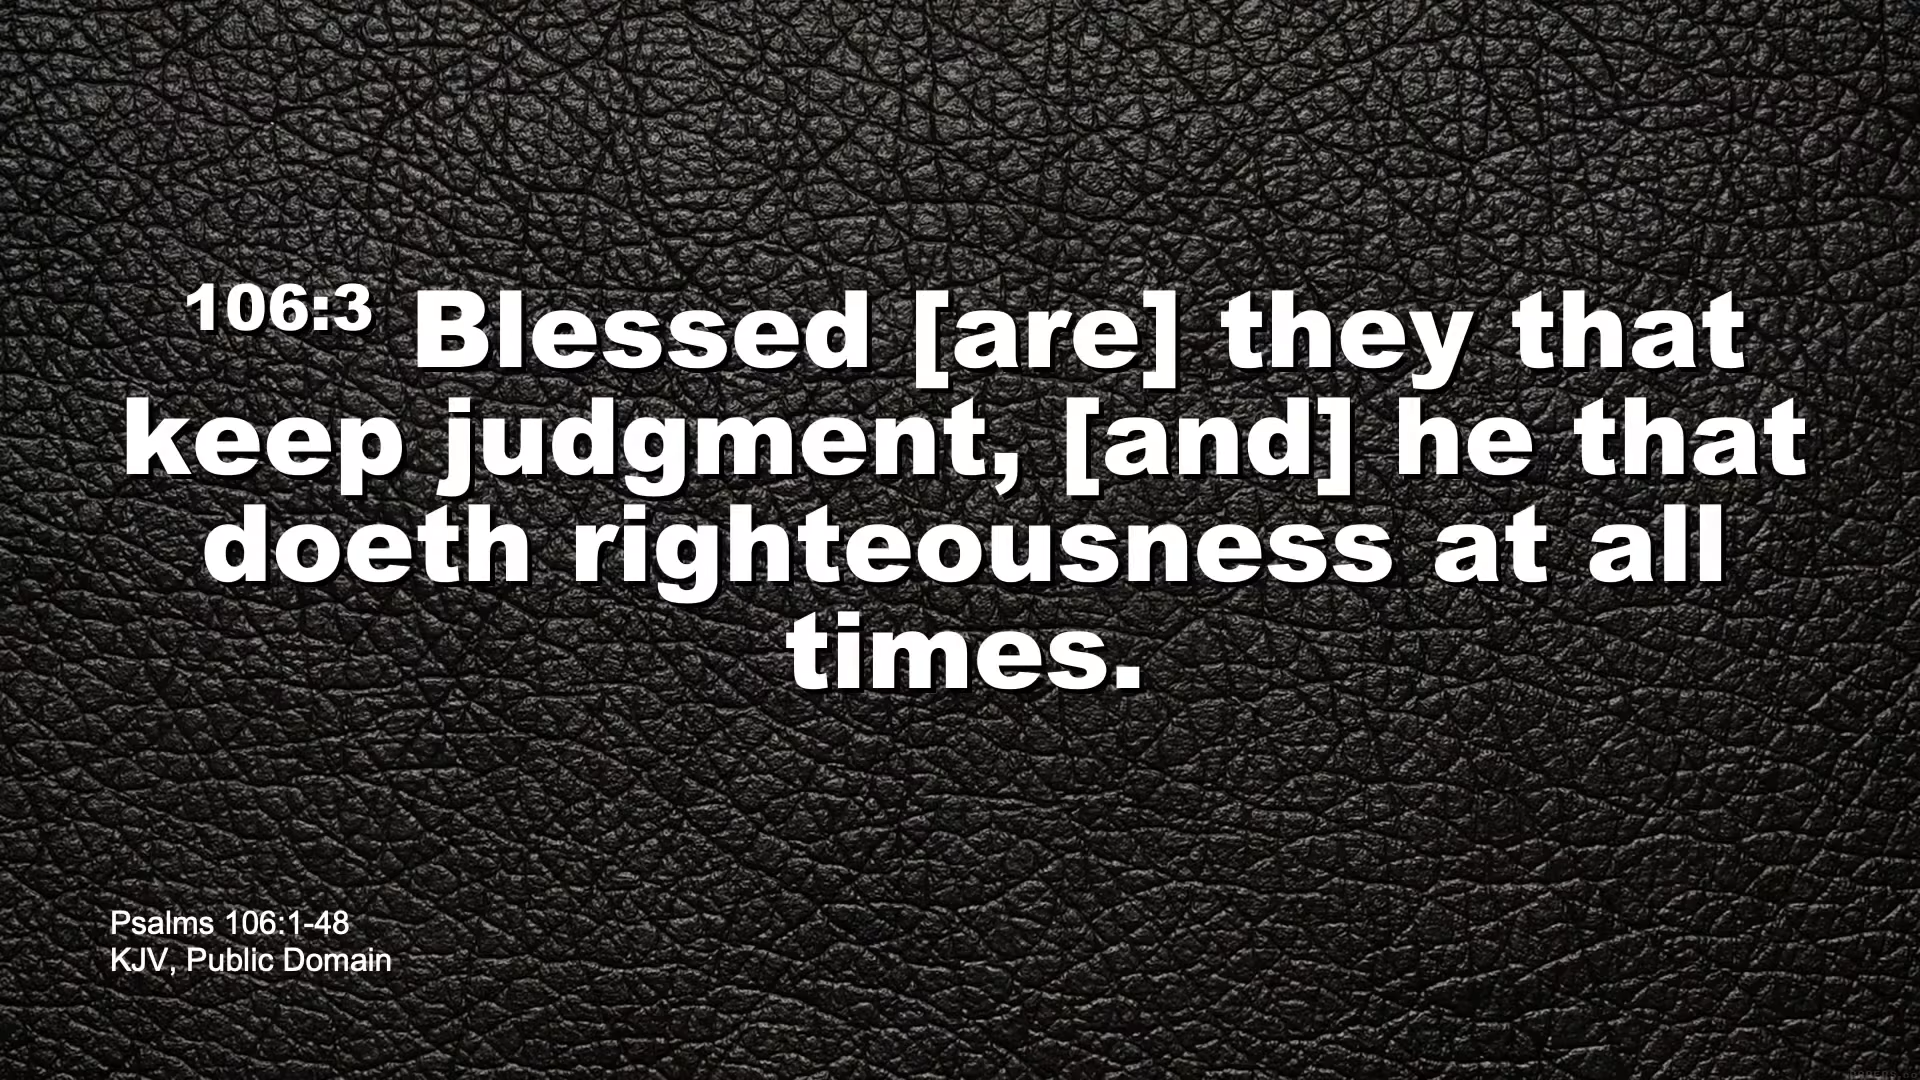 106:3 Blessed [are] they that
keep judgment, [and] he that
doeth righteousness at all
times.
Psalms 106:1-48
KJV, Public Domain